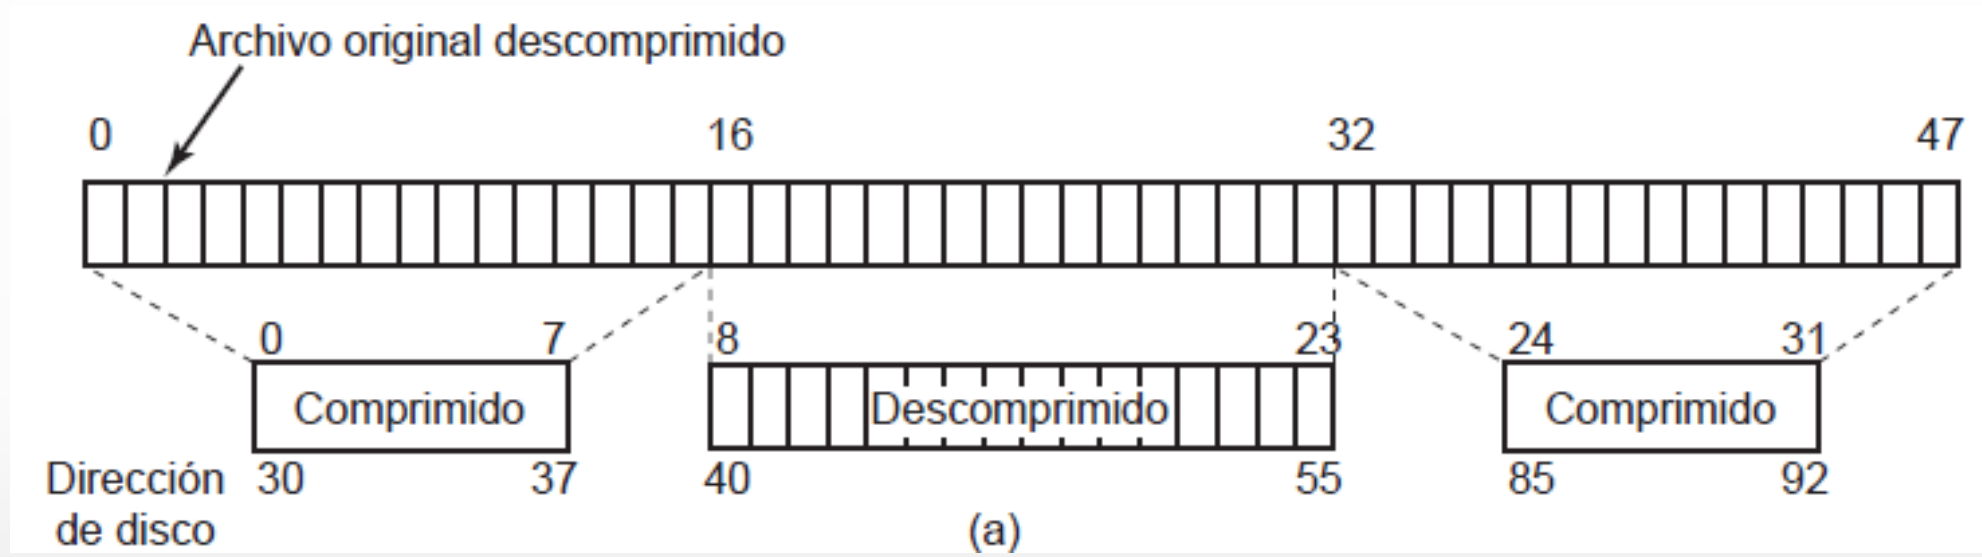 Archivo original descomprimido
0 16 32 47
0 7 8 23 24 31
Comprimido Descomprimido Comprimido
Dirección 30 37 40 55 85 92
de disco (a)